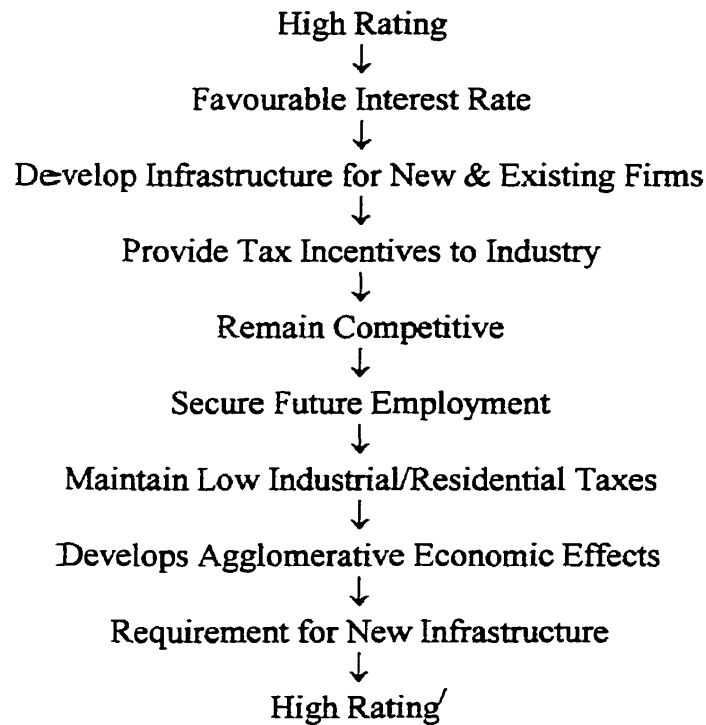 High Rating
↓
Favourable Interest Rate
↓
Develop Infrastructure for New & Existing Firms
↓
Provide Tax Incentives to Industry
↓
Remain Competitive
↓
Secure Future Employment
↓
Maintain Low Industrial/Residential Taxes
↓
Develops Agglomerative Economic Effects
↓
Requirement for New Infrastructure
↓
High Rating′